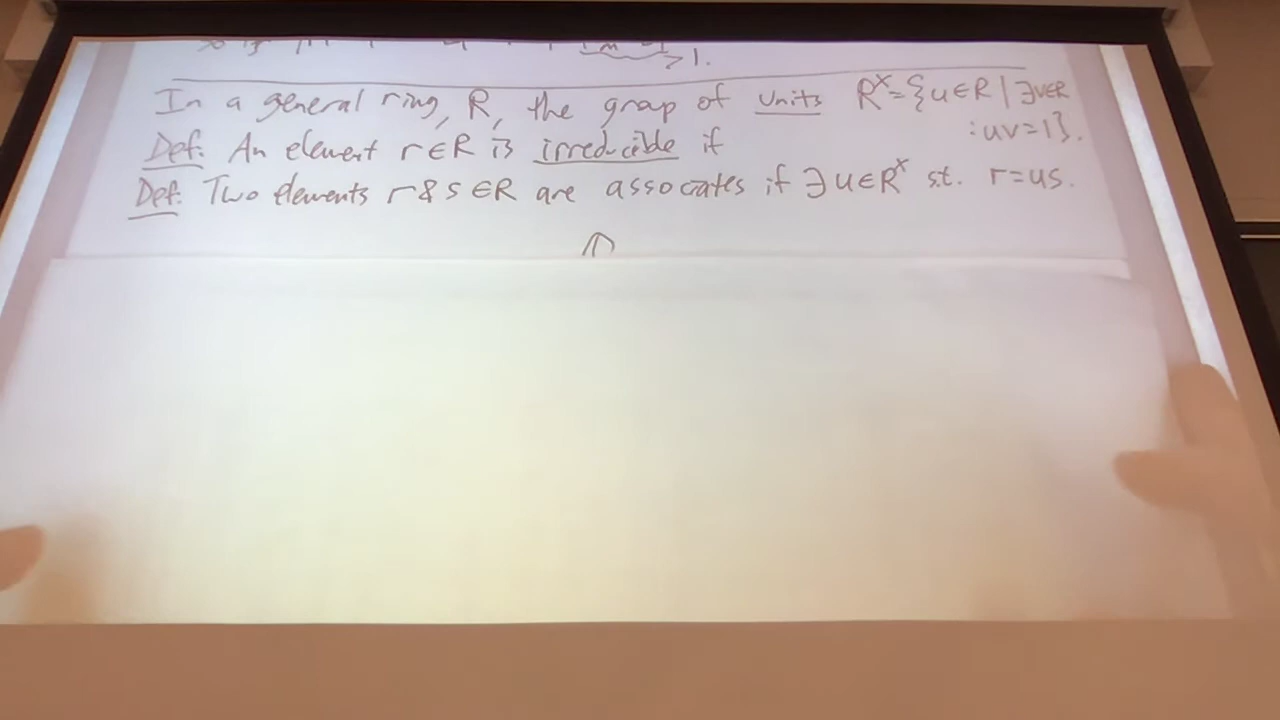 > 1.
In a general ring, R, the group of units R^× = {u ∈ R | ∃ v ∈ R
: uv = 1}.
Def: An element r ∈ R is irreducible if
Def: Two elements r & s ∈ R are associates if ∃ u ∈ R^× s.t. r = us.